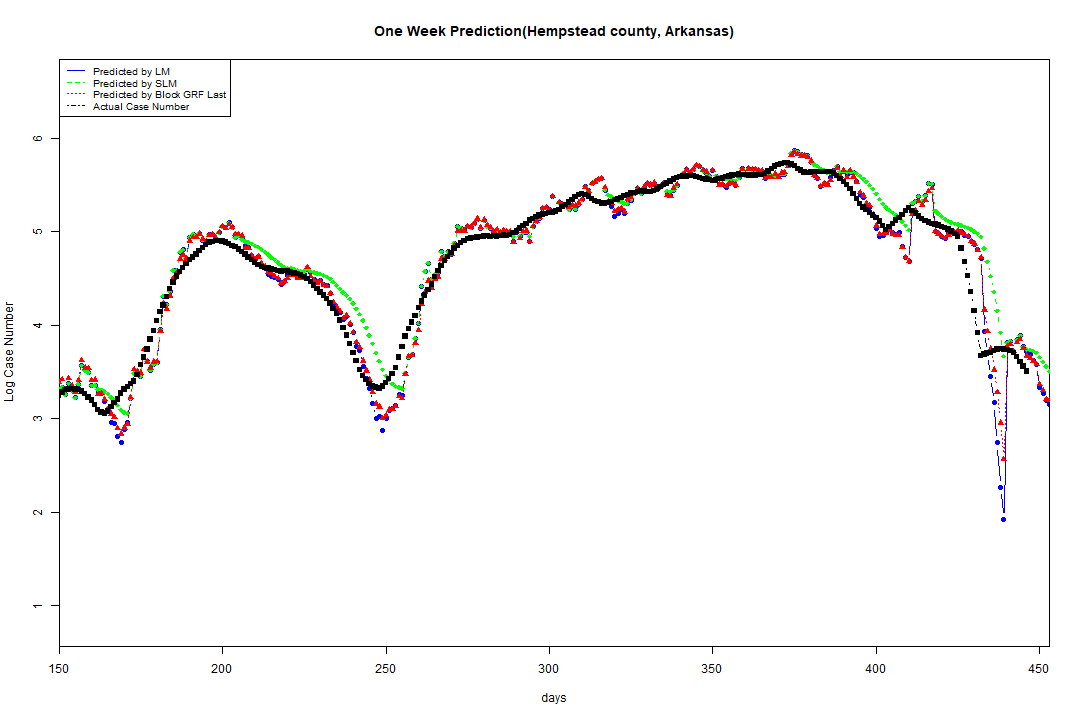 One Week Prediction(Hempstead county, Arkansas)
Predicted by LM
Predicted by SLM
Predicted by Block GRF Last
Actual Case Number
Log Case Number
6
5
4
3
2
1
150 200 250 300 350 400 450
days